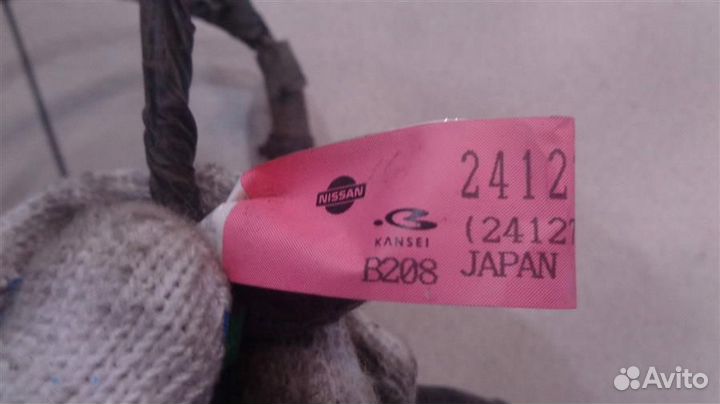 2412
NISSAN
KANSEI
(2412
B208 JAPAN
Avito